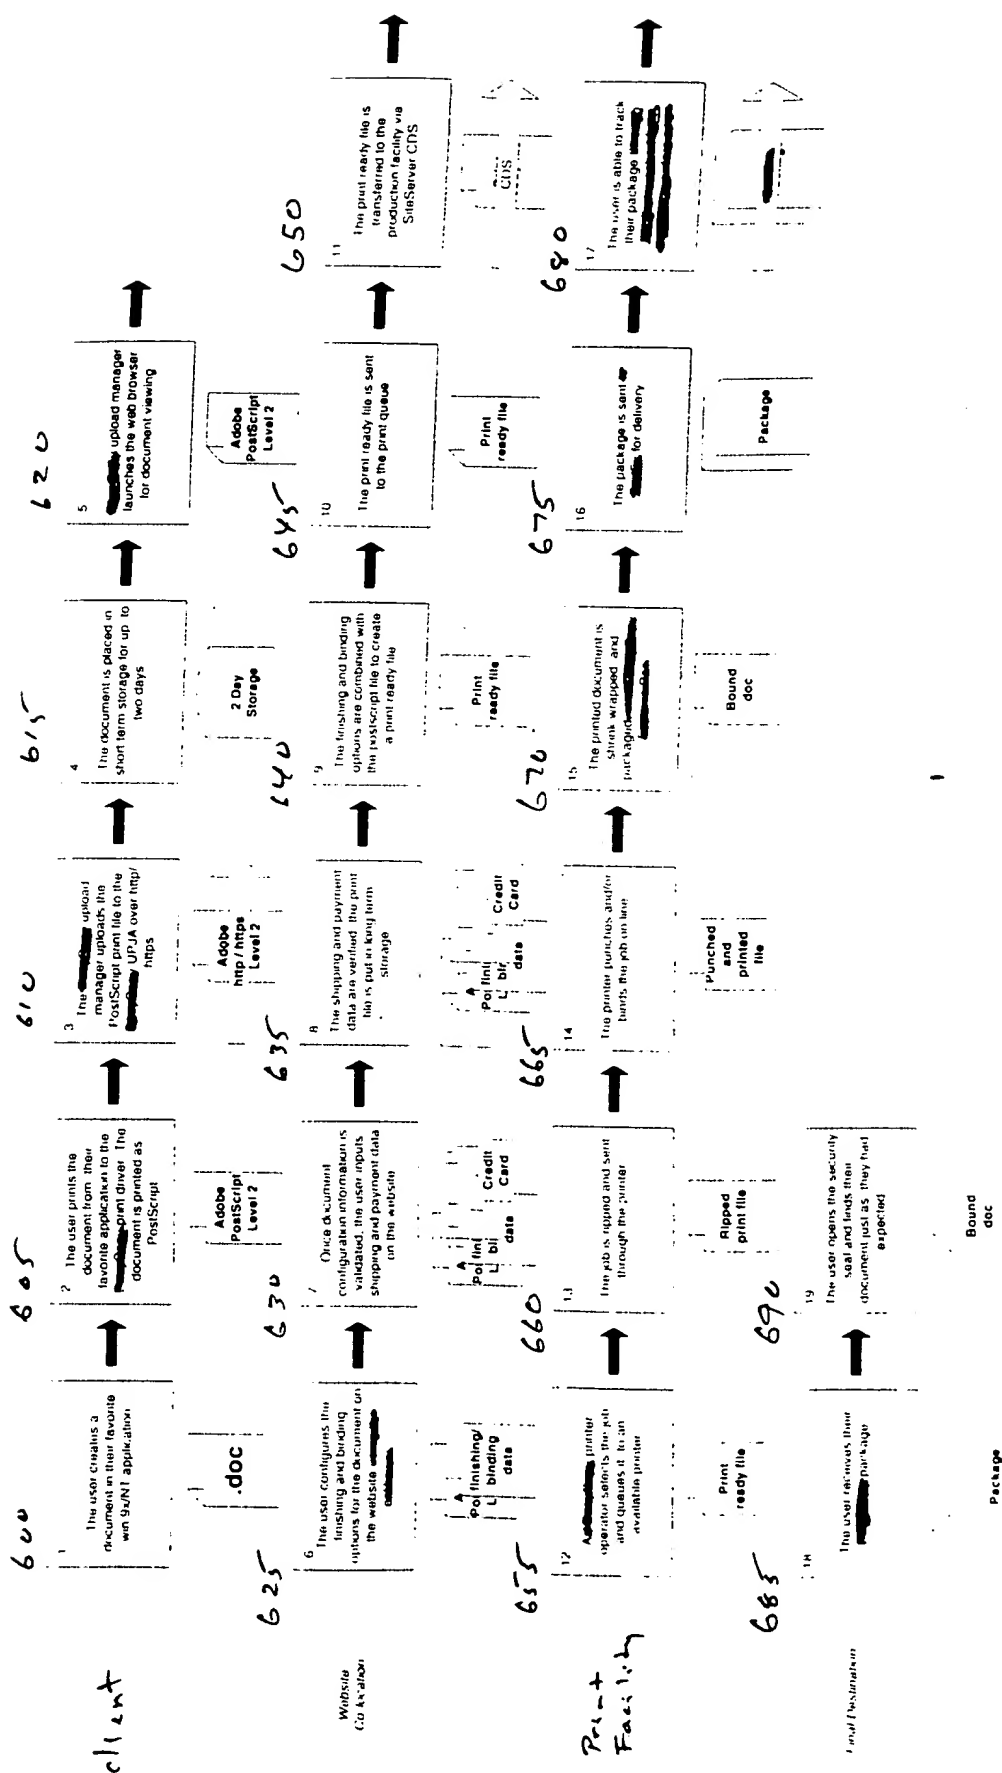 client
600
1
The user creates a
document in their favorite
win 9x/NT application
.doc
605
2
The user prints the
document from their
favorite application to the
print driver. The
document is printed as
PostScript
Adobe
PostScript
Level 2
610
3
The upload
manager uploads the
PostScript print file to the
UPJA over http/
https
Adobe
http / https
Level 2
615
4
The document is placed in
short term storage for up to
two days
2 Day
Storage
620
5
upload manager
launches the web browser
for document viewing
Adobe
PostScript
Level 2
Website
Co location
625
6
The user configures the
finishing and binding
options for the document on
the website
A
Po finishing/
L binding
data
630
7
Once document
configuration information is
validated, the user inputs
shipping and payment data
on the website
A
Po fini
L bli
data
Credit
Card
635
8
The shipping and payment
data are verified, the print
file is put in long term
storage
A
Po fini
L bir
data
Credit
Card
640
9
The finishing and binding
options are combined with
the postscript file to create
a print ready file
Print
ready file
645
10
The print ready file is sent
to the print queue
Print
ready file
650
11
The print ready file is
transferred to the
production facility via
SiteServer CDS
CDS
Print
Facility
655
12
printer
operator selects the job
and queues it to an
available printer
Print
ready file
660
13
The job is ripped and sent
through the printer
Ripped
print file
665
14
The printer punches and/or
binds the job on line
Punched
and
printed
file
670
15
The printed document is
shrink wrapped and
packaged
Bound
doc
675
16
The package is sent
for delivery
Package
680
17
The user is able to track
their package
Final Destination
685
18
The user receives their
package
Package
690
19
The user opens the security
seal and finds their
document just as they had
expected
Bound
doc